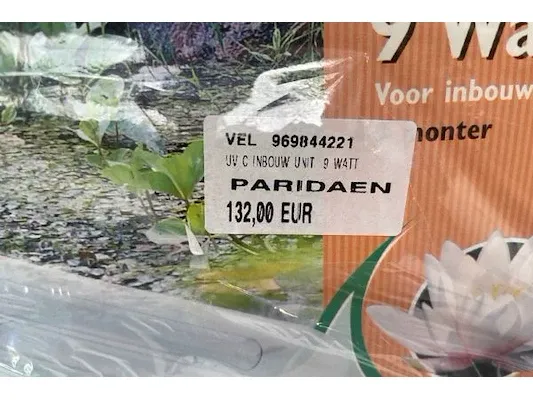 9 Wa
Voor inbouw
monter
VEL 969844221
UV C INBOUW UNIT 9 WATT
PARIDAEN
132,00 EUR